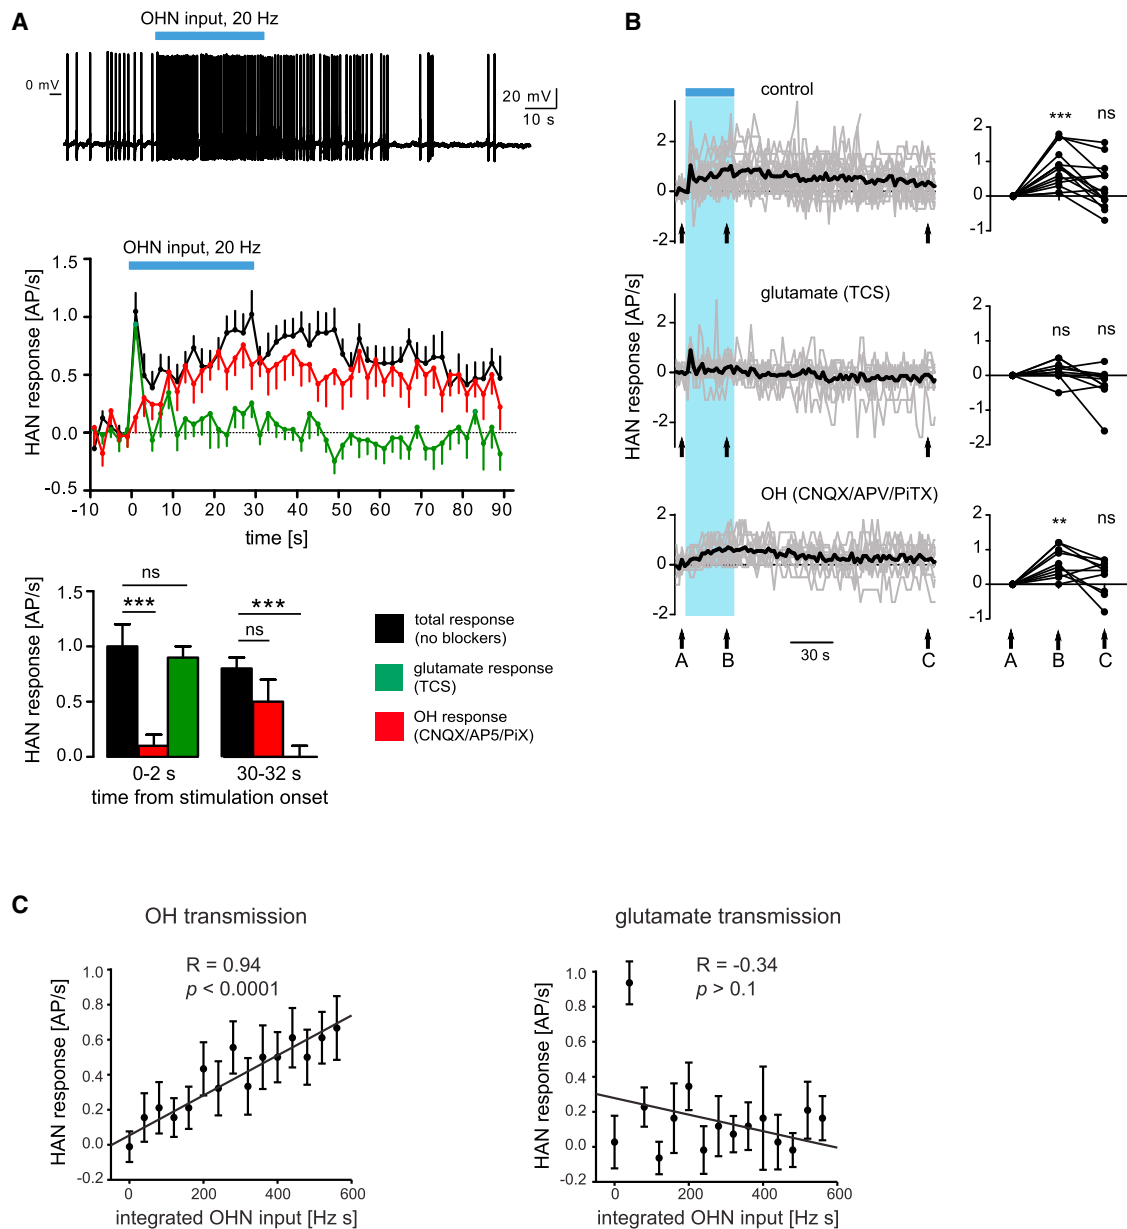 A
OHN input, 20 Hz
0 mV
20 mV
10 s
OHN input, 20 Hz
HAN response [AP/s]
1.5
1.0
0.5
0.0
-0.5
-10 0 10 20 30 40 50 60 70 80 90
time [s]
HAN response [AP/s]
1.5
1.0
0.5
0.0
ns
***
***
ns
0-2 s
30-32 s
time from stimulation onset
total response
(no blockers)
glutamate response
(TCS)
OH response
(CNQX/AP5/PiX)
B
HAN response [AP/s]
control
2
0
-2
***
ns
2
1
0
-1
glutamate (TCS)
2
0
-2
ns
ns
2
1
0
-1
-2
OH (CNQX/APV/PiTX)
2
0
-2
**
ns
2
1
0
-1
A
B
30 s
C
A
B
C
C
OH transmission
R = 0.94
p < 0.0001
HAN response [AP/s]
1.0
0.8
0.6
0.4
0.2
0.0
-0.2
0 200 400 600
integrated OHN input [Hz s]
glutamate transmission
R = -0.34
p > 0.1
HAN response [AP/s]
1.0
0.8
0.6
0.4
0.2
0.0
-0.2
0 200 400 600
integrated OHN input [Hz s]